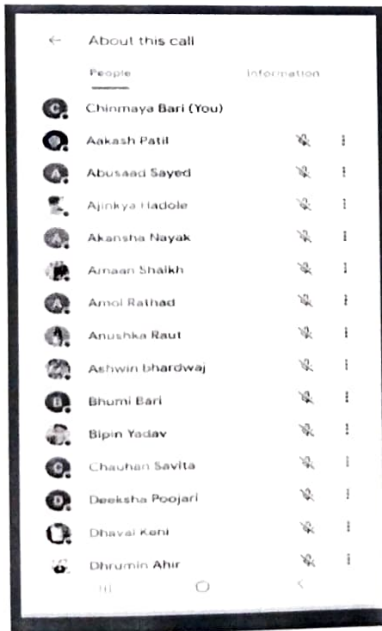 About this call
People Information
Chinmaya Bari (You)
Aakash Patil
Abusaad Sayed
Ajinkya Hadole
Akansha Nayak
Amaan Shaikh
Amol Rathad
Anushka Raut
Ashwin bhardwaj
Bhumi Bari
Bipin Yadav
Chauhan Savita
Deeksha Poojari
Dhaval Keni
Dhrumin Ahir